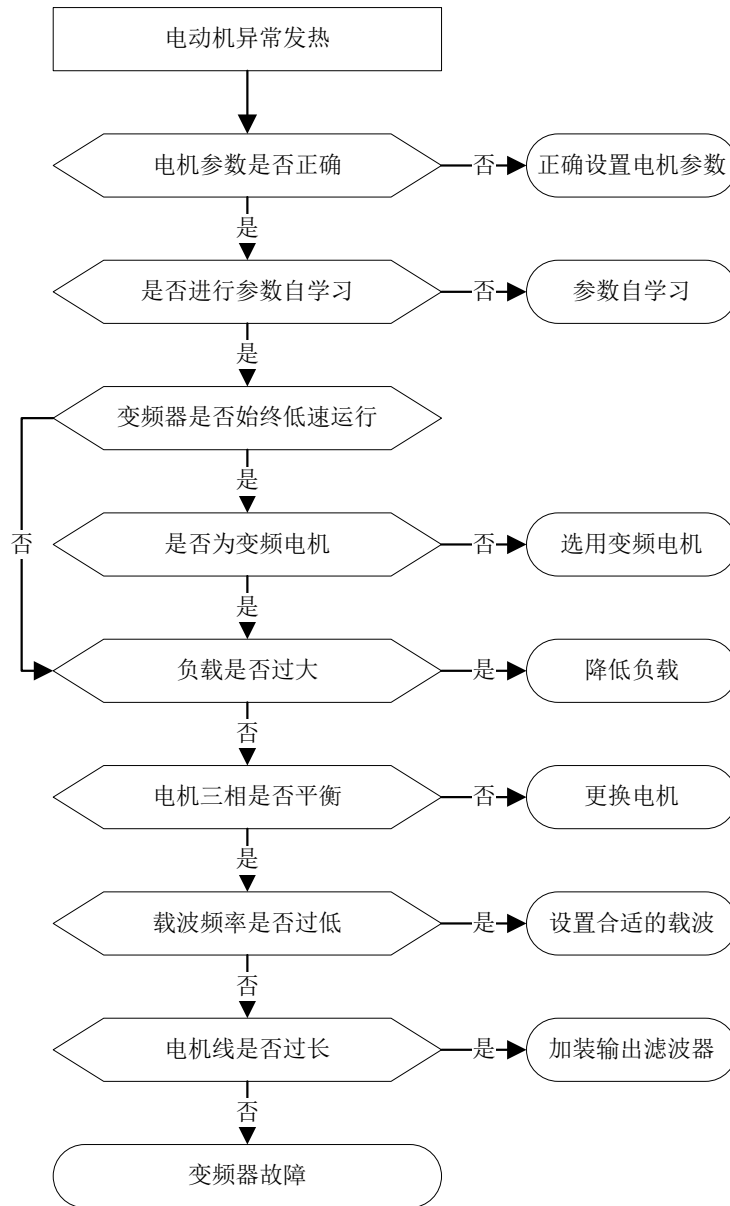 电动机异常发热
电机参数是否正确
否
正确设置电机参数
是
是否进行参数自学习
否
参数自学习
是
变频器是否始终低速运行
是
否
是否为变频电机
否
选用变频电机
是
负载是否过大
是
降低负载
否
电机三相是否平衡
否
更换电机
是
载波频率是否过低
是
设置合适的载波
否
电机线是否过长
是
加装输出滤波器
否
变频器故障